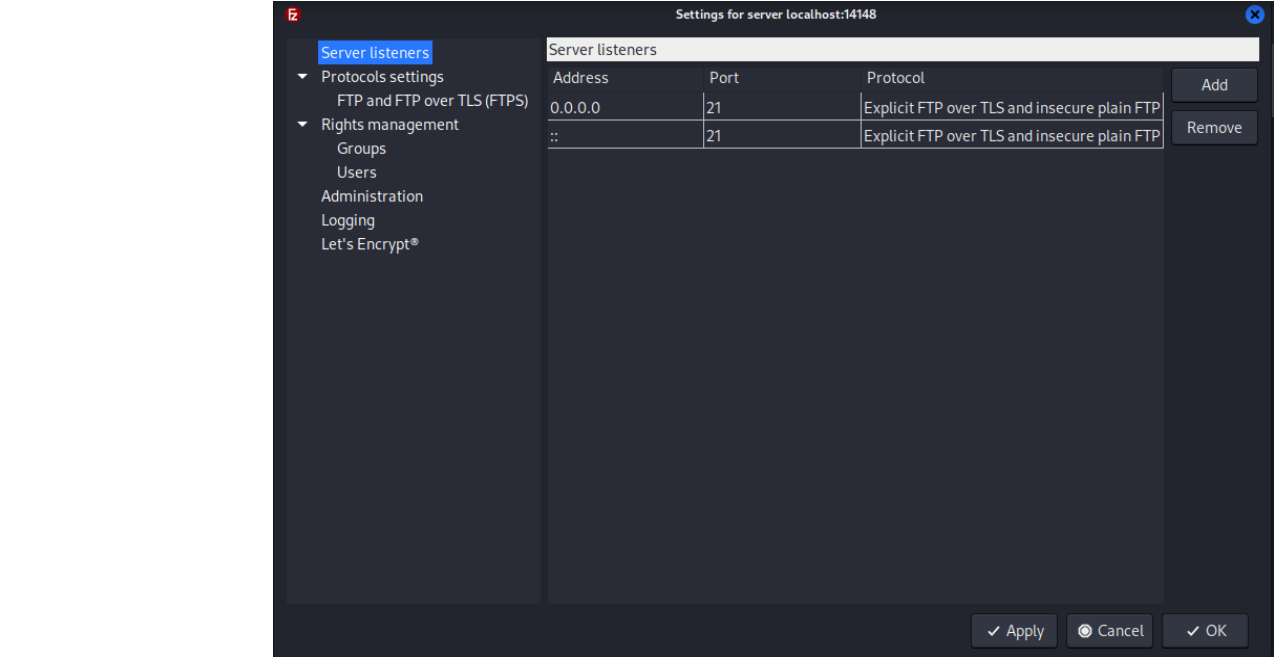 Settings for server localhost:14148
Server listeners
Protocols settings
FTP and FTP over TLS (FTPS)
Rights management
Groups
Users
Administration
Logging
Let's Encrypt®
Server listeners
Address Port Protocol
0.0.0.0 21 Explicit FTP over TLS and insecure plain FTP
:: 21 Explicit FTP over TLS and insecure plain FTP
Add
Remove
Apply Cancel OK